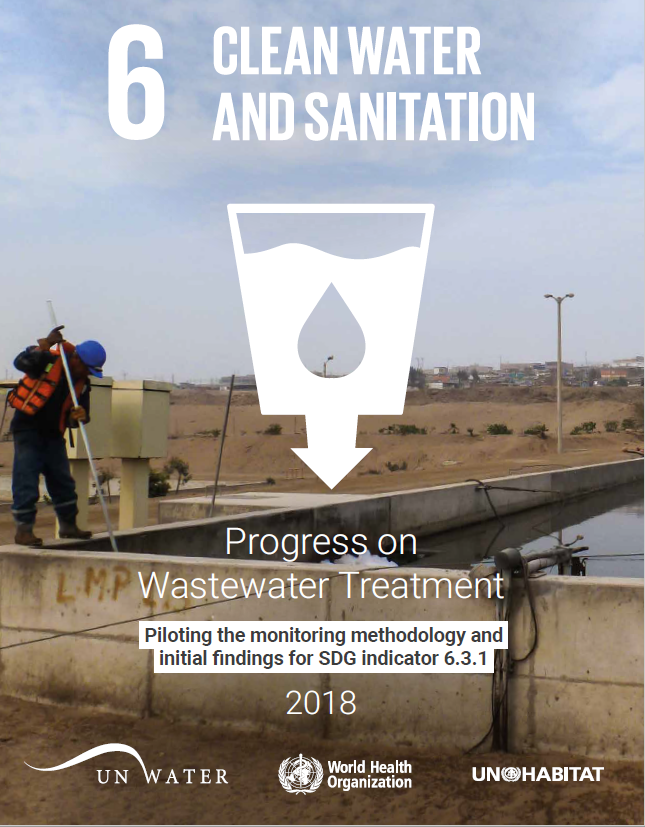 6 CLEAN WATER
AND SANITATION
Progress on
Wastewater Treatment
Piloting the monitoring methodology and
initial findings for SDG indicator 6.3.1
2018
UN WATER
World Health
Organization
UN HABITAT